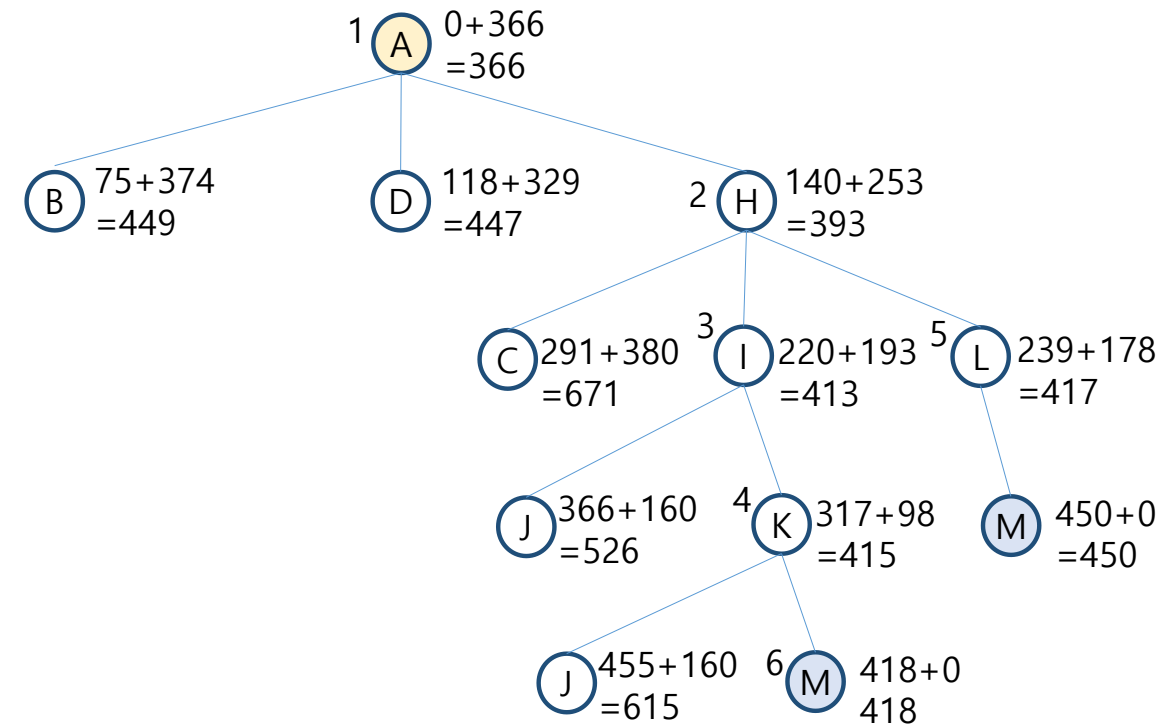 1 A 0+366
=366
B 75+374
=449
D 118+329
=447
2 H 140+253
=393
C 291+380
=671
3 I 220+193
=413
5 L 239+178
=417
J 366+160
=526
4 K 317+98
=415
M 450+0
=450
J 455+160
=615
6 M 418+0
418